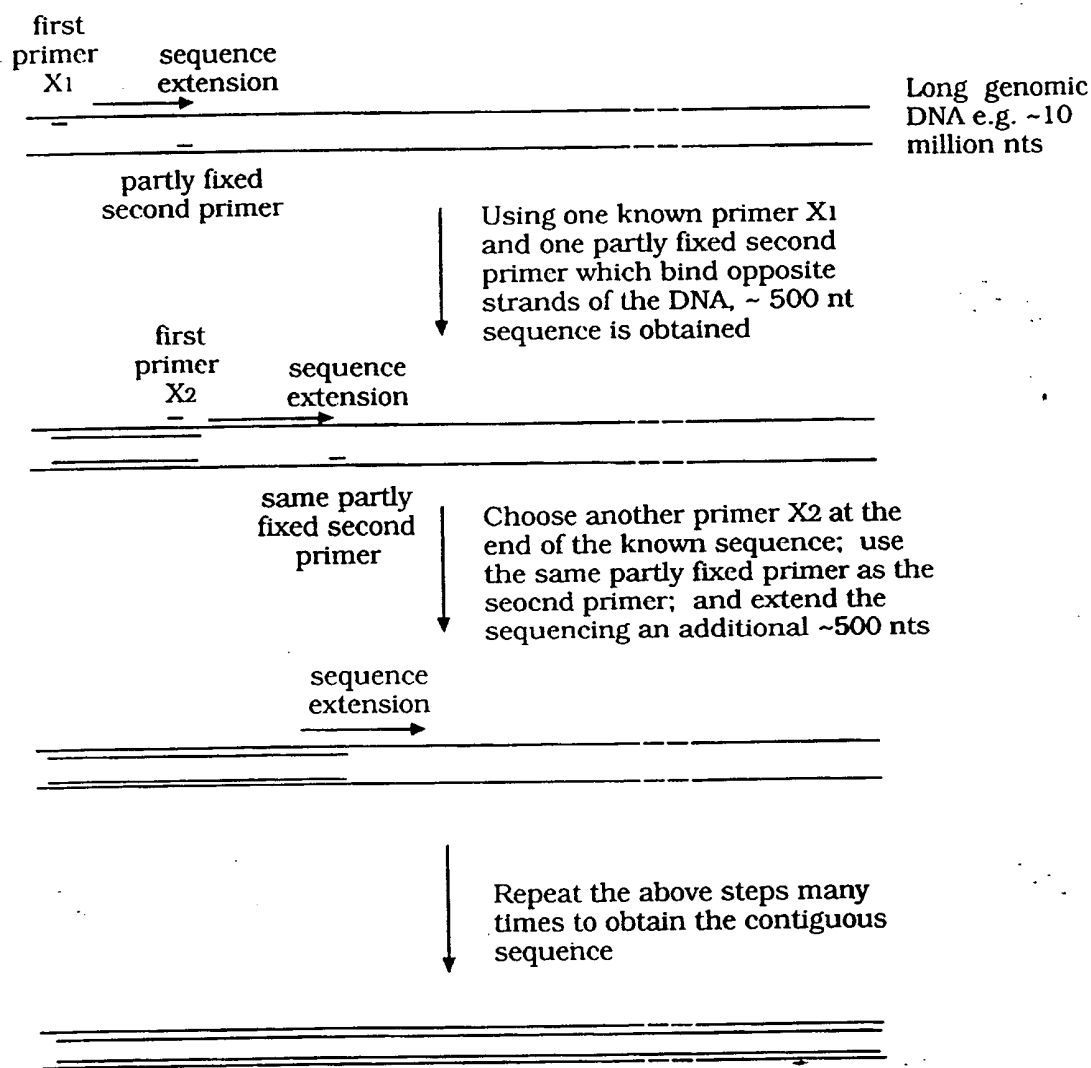 first
primer
X1
sequence
extension
Long genomic
DNA e.g. ~10
million nts
partly fixed
second primer
Using one known primer X1
and one partly fixed second
primer which bind opposite
strands of the DNA, ~ 500 nt
sequence is obtained
first
primer
X2
sequence
extension
same partly
fixed second
primer
Choose another primer X2 at the
end of the known sequence; use
the same partly fixed primer as the
seocnd primer; and extend the
sequencing an additional ~500 nts
sequence
extension
Repeat the above steps many
times to obtain the contiguous
sequence